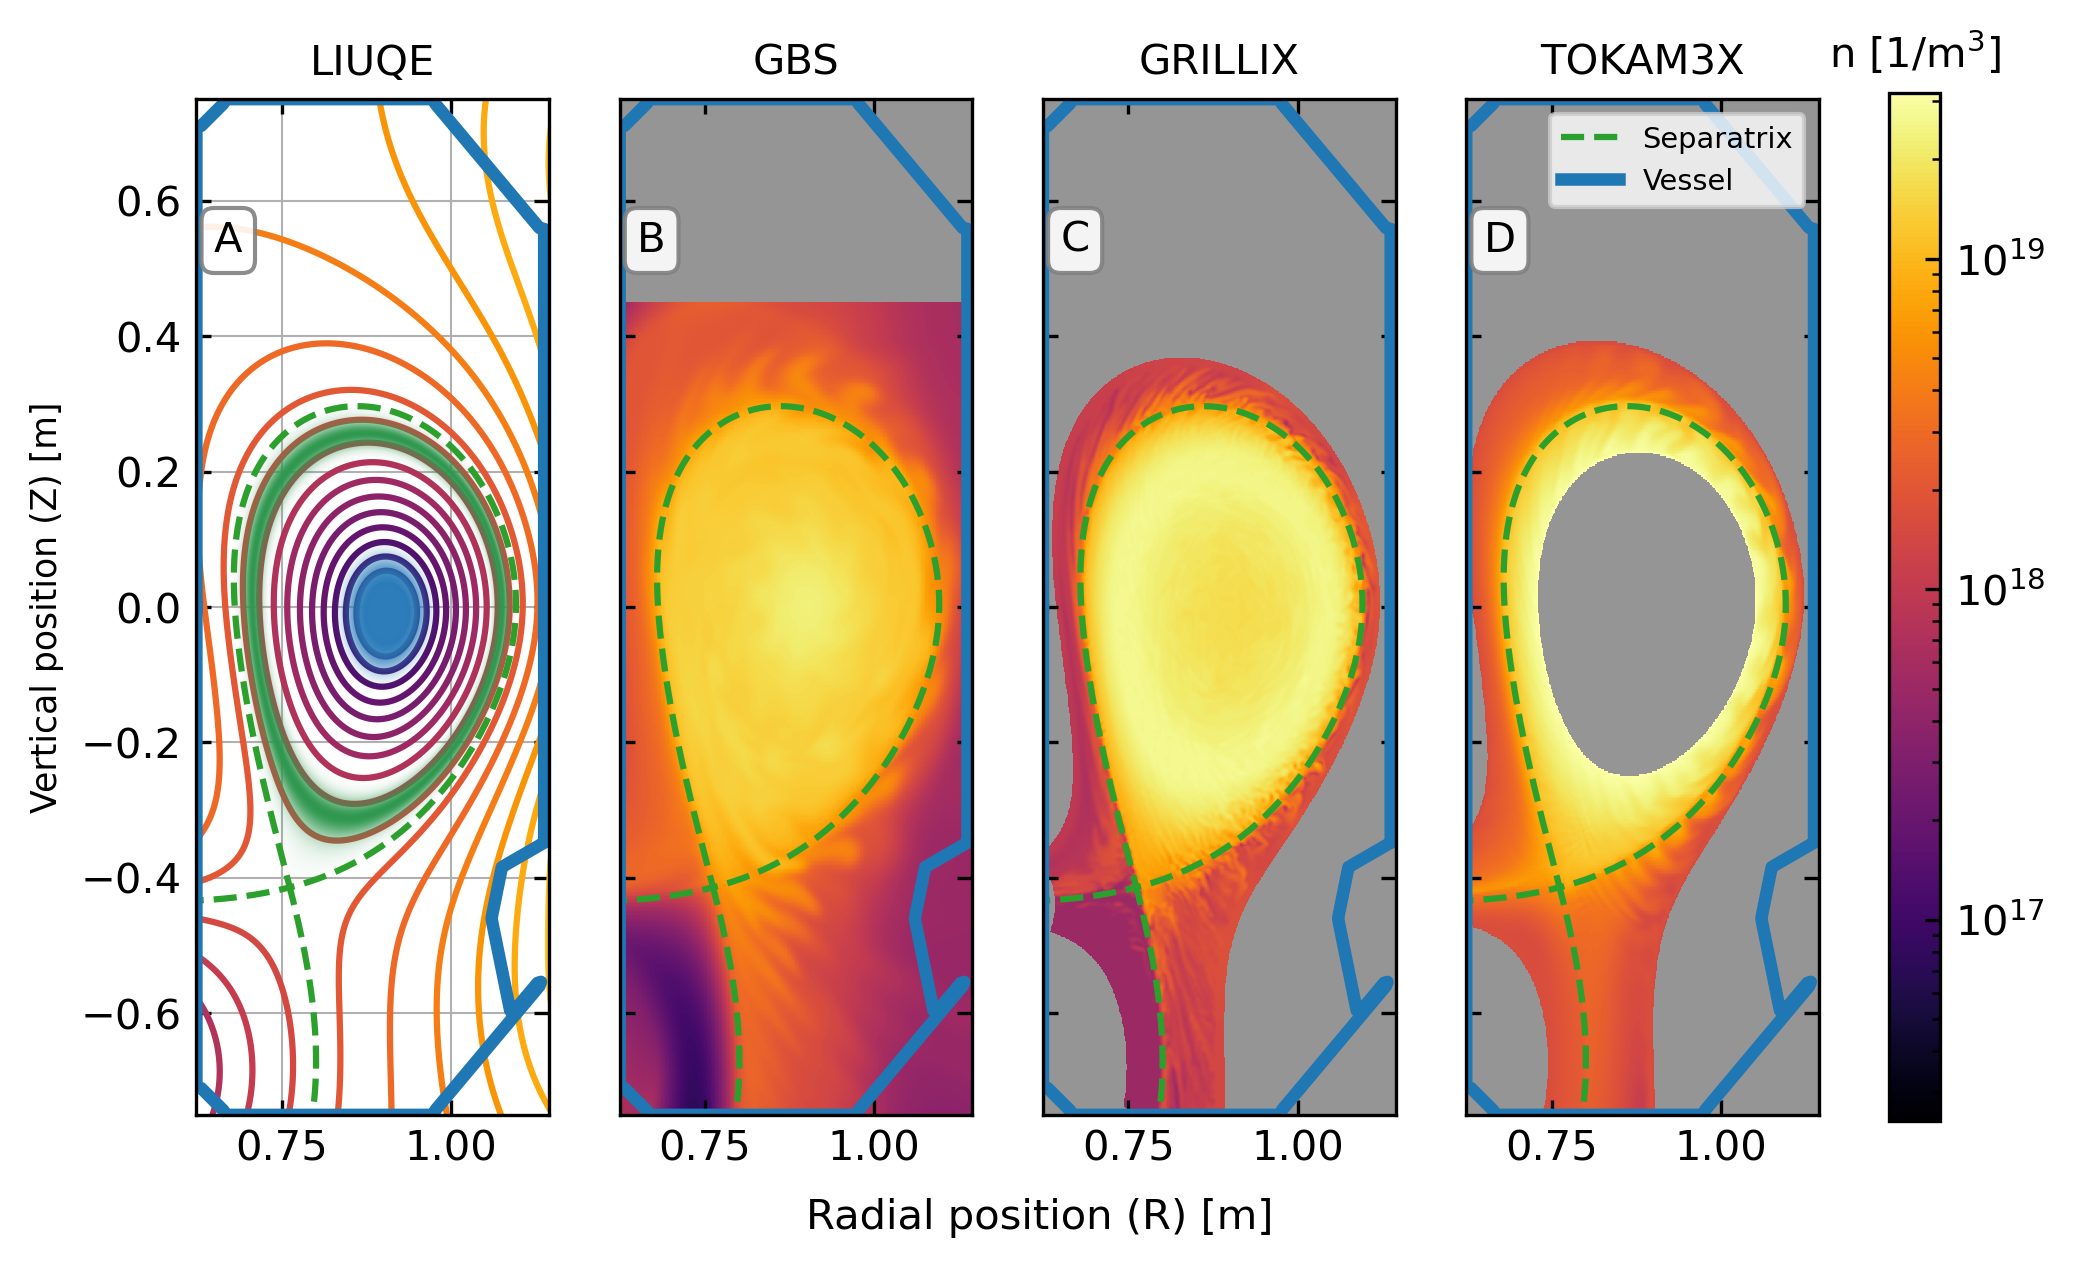 LIUQE
GBS
GRILLIX
TOKAM3X
n [1/m³]
A
B
C
D
Separatrix
Vessel
Vertical position (Z) [m]
0.6
0.4
0.2
0.0
−0.2
−0.4
−0.6
10¹⁹
10¹⁸
10¹⁷
0.75 1.00
0.75 1.00
0.75 1.00
0.75 1.00
Radial position (R) [m]